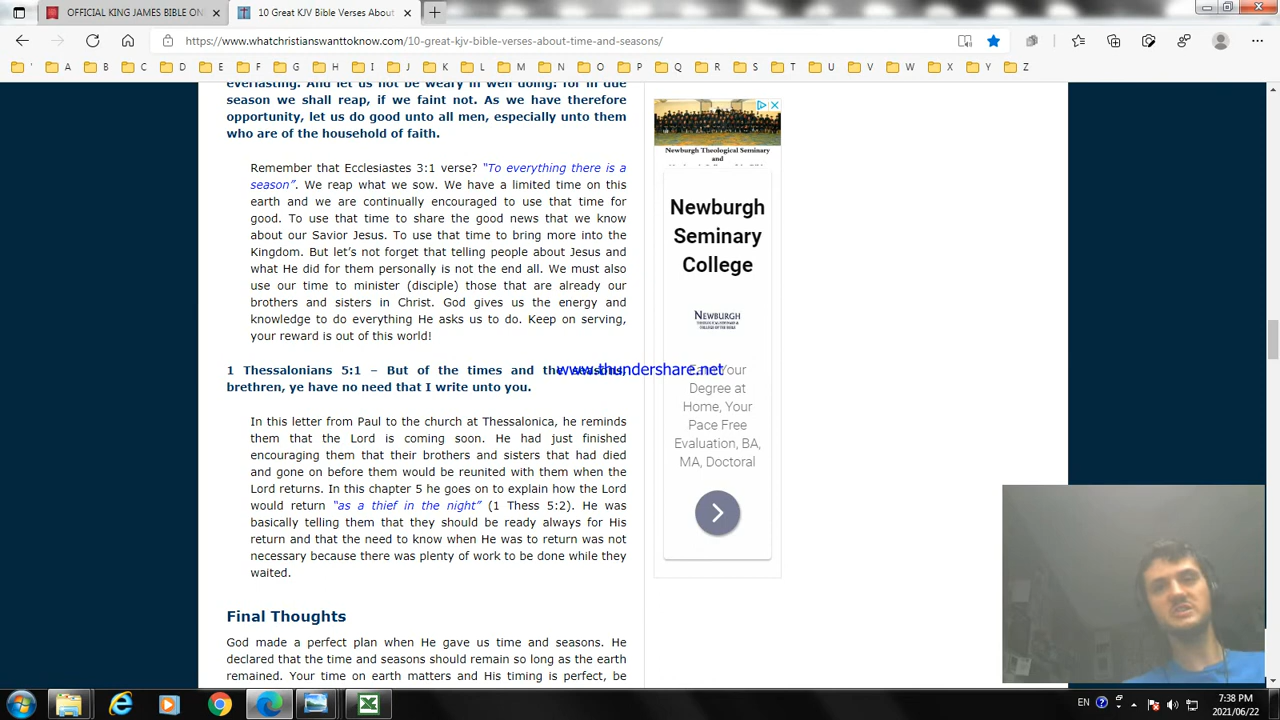 OFFICIAL KING JAMES BIBLE ON
10 Great KJV Bible Verses About
https://www.whatchristianswanttoknow.com/10-great-kjv-bible-verses-about-time-and-seasons/
' A B C D E F G H I J K L M N O P Q R S T U V W X Y Z
everlasting. And let us not be weary in well doing: for in due
season we shall reap, if we faint not. As we have therefore
opportunity, let us do good unto all men, especially unto them
who are of the household of faith.
Remember that Ecclesiastes 3:1 verse? “To everything there is a
season”. We reap what we sow. We have a limited time on this
earth and we are continually encouraged to use that time for
good. To use that time to share the good news that we know
about our Savior Jesus. To use that time to bring more into the
Kingdom. But let’s not forget that telling people about Jesus and
what He did for them personally is not the end all. We must also
use our time to minister (disciple) those that are already our
brothers and sisters in Christ. God gives us the energy and
knowledge to do everything He asks us to do. Keep on serving,
your reward is out of this world!
1 Thessalonians 5:1 – But of the times and the seasons,
brethren, ye have no need that I write unto you.
In this letter from Paul to the church at Thessalonica, he reminds
them that the Lord is coming soon. He had just finished
encouraging them that their brothers and sisters that had died
and gone on before them would be reunited with them when the
Lord returns. In this chapter 5 he goes on to explain how the Lord
would return “as a thief in the night” (1 Thess 5:2). He was
basically telling them that they should be ready always for His
return and that the need to know when He was to return was not
necessary because there was plenty of work to be done while they
waited.
Final Thoughts
God made a perfect plan when He gave us time and seasons. He
declared that the time and seasons should remain so long as the earth
remained. Your time on earth matters and His timing is perfect, be
Newburgh Theological Seminary
and
Newburgh
Seminary
College
NEWBURGH
www.thundershare.net
Your
Degree at
Home, Your
Pace Free
Evaluation, BA,
MA, Doctoral
EN
7:38 PM
2021/06/22